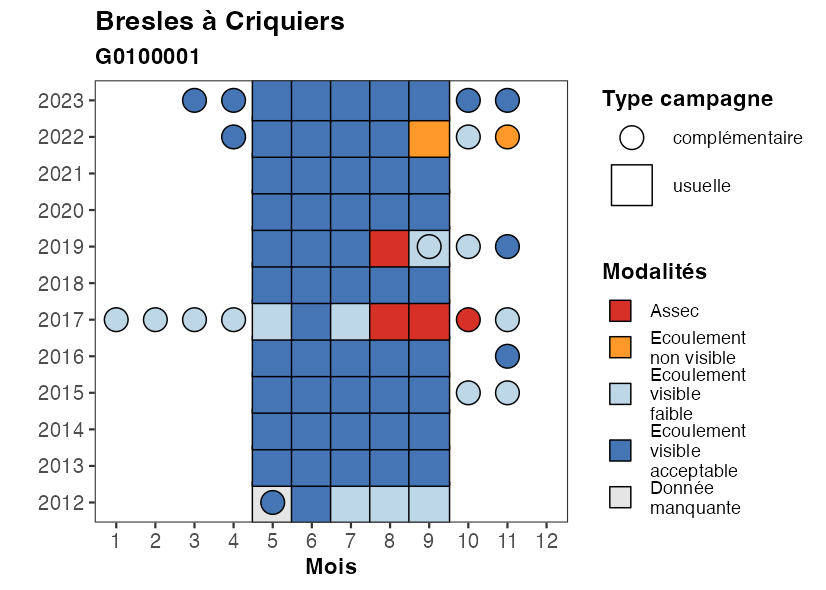 Bresles à Criquiers
G0100001
2023
2022
2021
2020
2019
2018
2017
2016
2015
2014
2013
2012
1 2 3 4 5 6 7 8 9 10 11 12
Mois
Type campagne
complémentaire
usuelle
Modalités
Assec
Ecoulement
non visible
Ecoulement
visible
faible
Ecoulement
visible
acceptable
Donnée
manquante